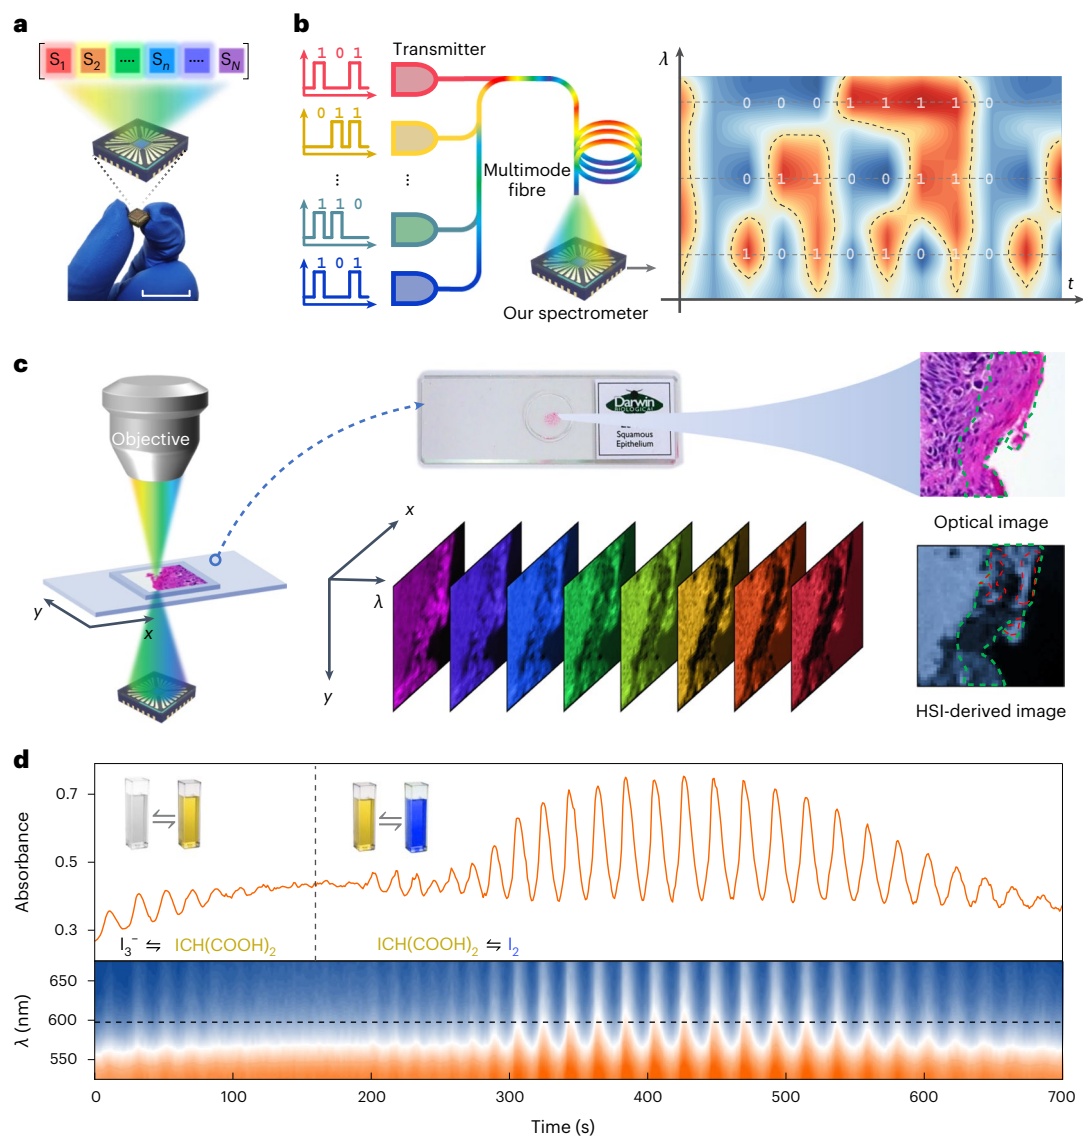 a
S1 S2 ···· Sn ···· SN
b
Transmitter
1 0 1
0 1 1
1 1 0
1 0 1
Multimode
fibre
Our spectrometer
λ
0 0 0 1 1 1 1 0
0 1 1 0 0 1 1 0
1 0 1 0 1 0 1 0
t
c
Objective
y
x
Darwin
BIOLOGICAL
Squamous
Epithelium
Optical image
x
λ
y
HSI-derived image
d
Absorbance
0.7
0.5
0.3
I3− ⇋ ICH(COOH)2
ICH(COOH)2 ⇋ I2
λ (nm)
650
600
550
0 100 200 300 400 500 600 700
Time (s)